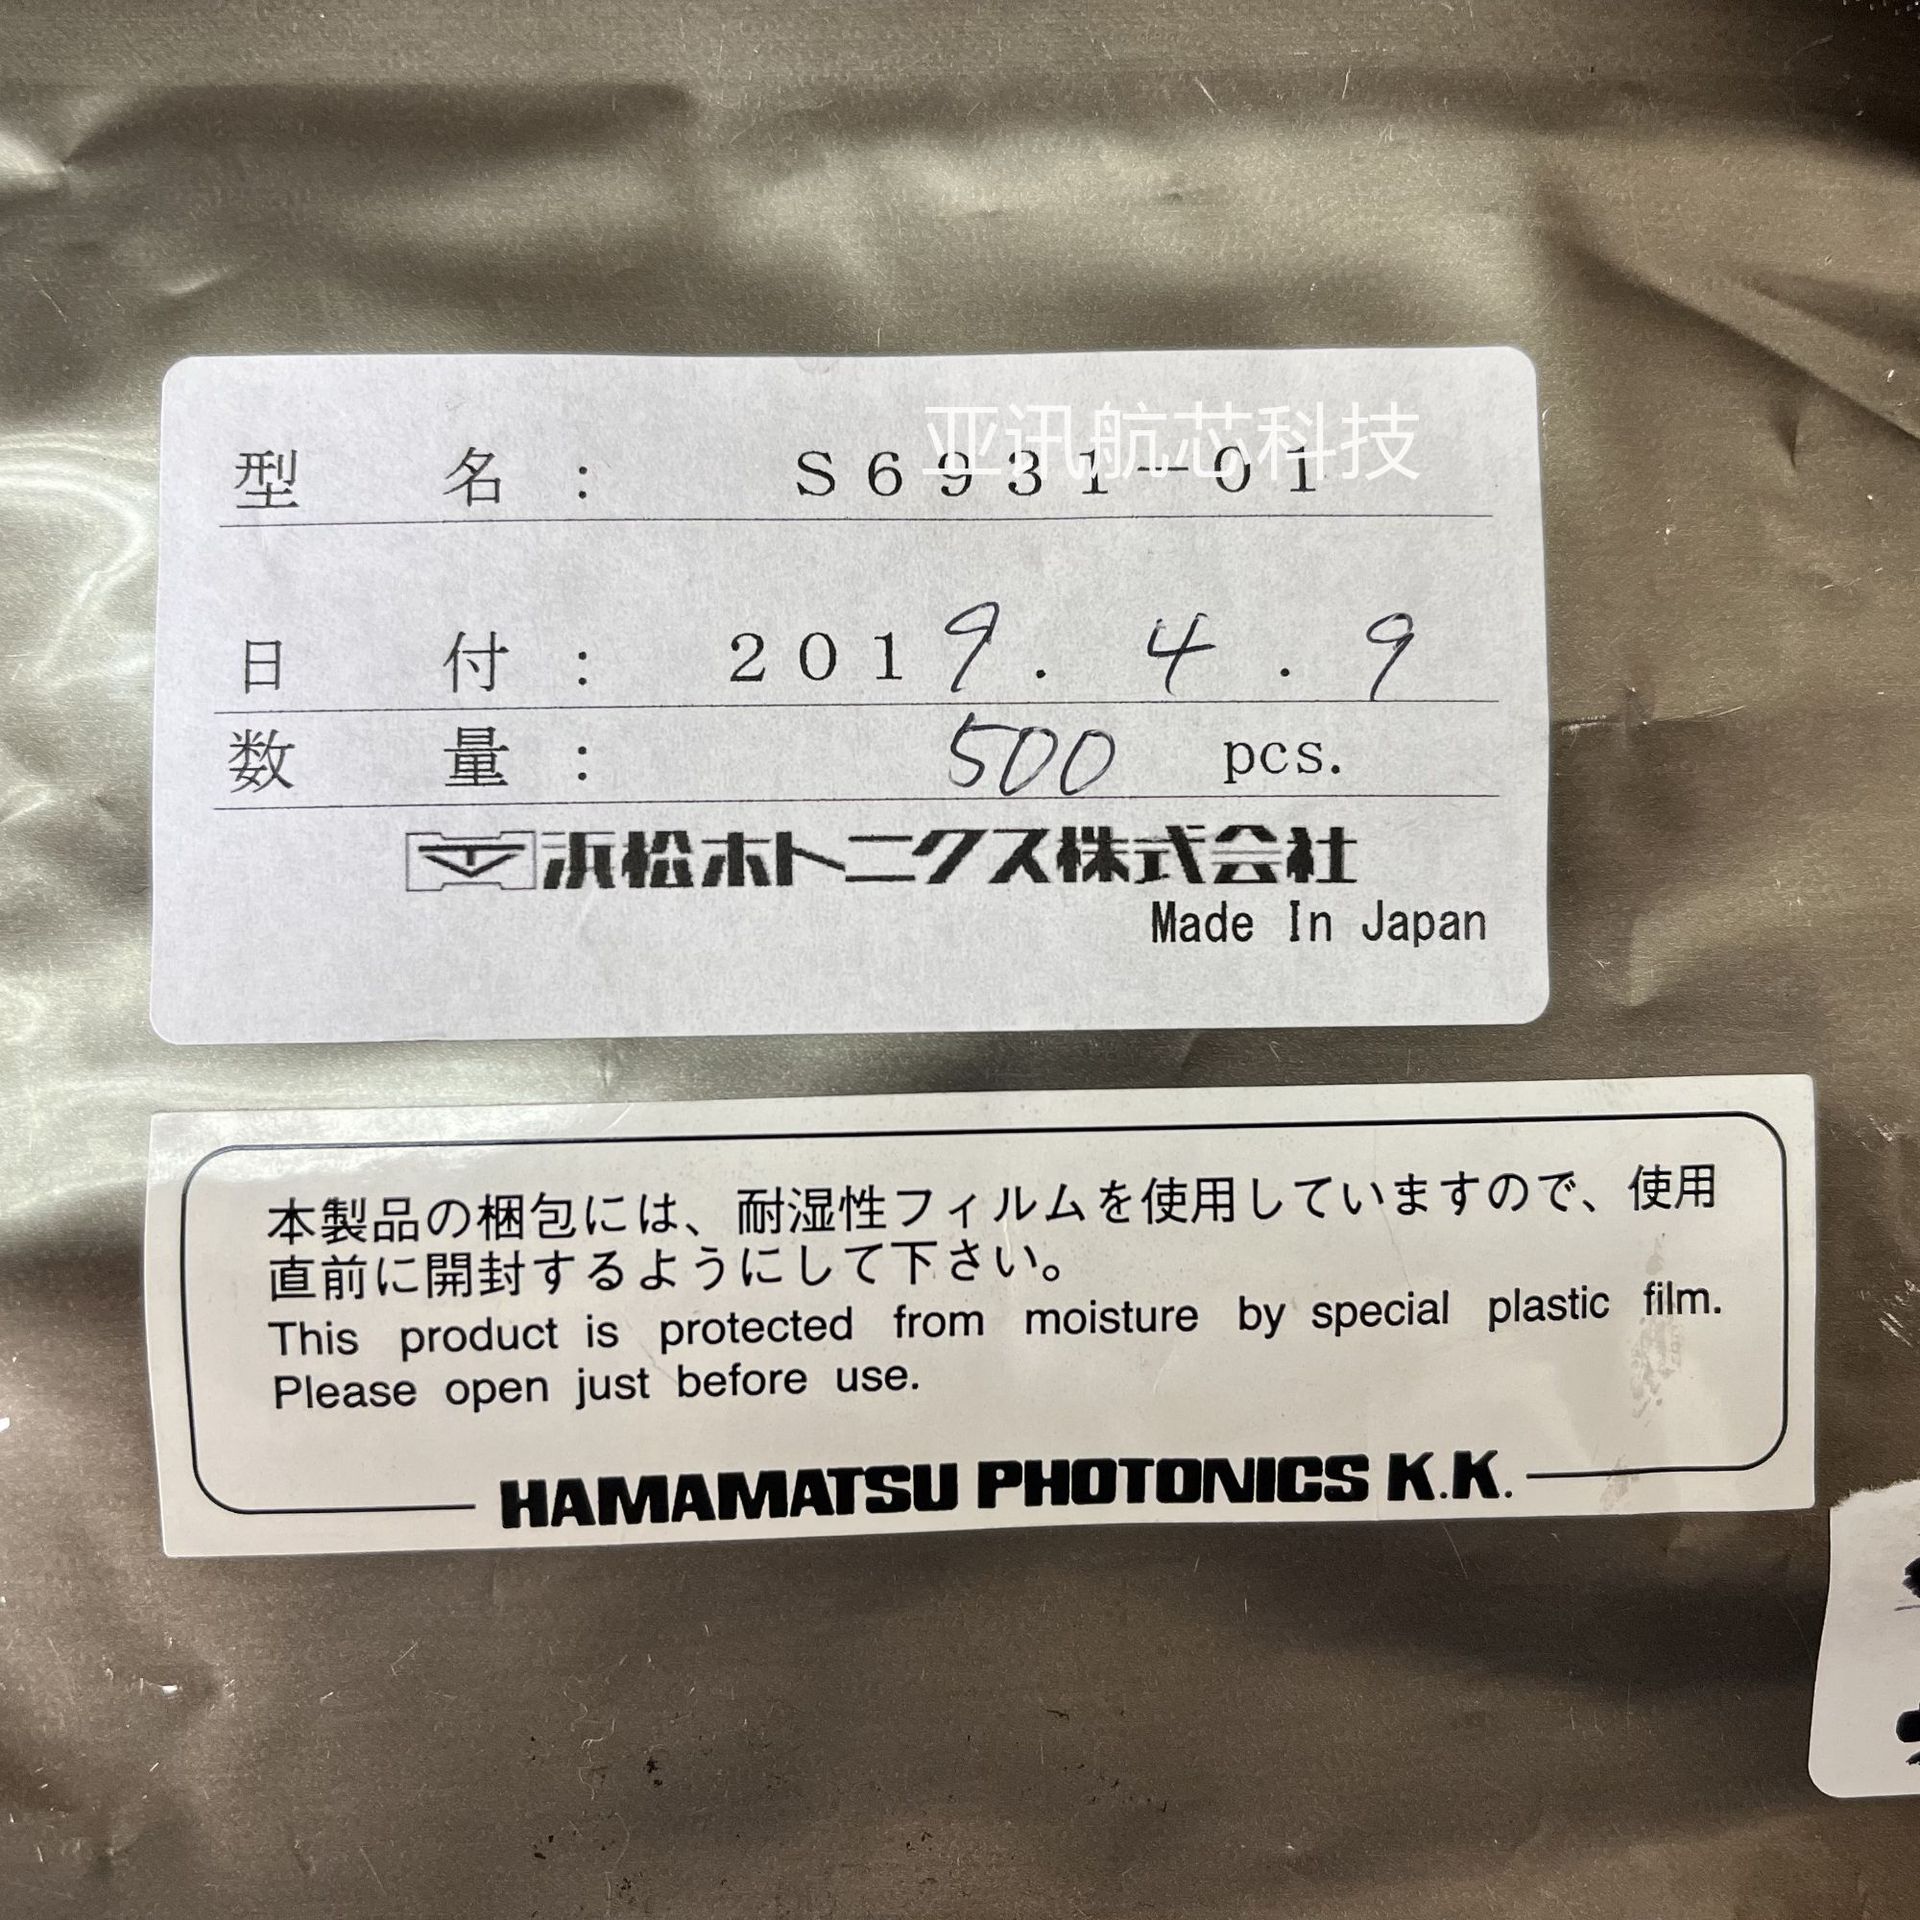 亚讯航芯科技
型 名 : S6931-01
日 付 : 2019. 4. 9
数 量 : 500 pcs.
浜松ホトニクス株式会社
Made In Japan
本製品の梱包には、耐湿性フィルムを使用していますので、使用
直前に開封するようにして下さい。
This product is protected from moisture by special plastic film.
Please open just before use.
HAMAMATSU PHOTONICS K.K.